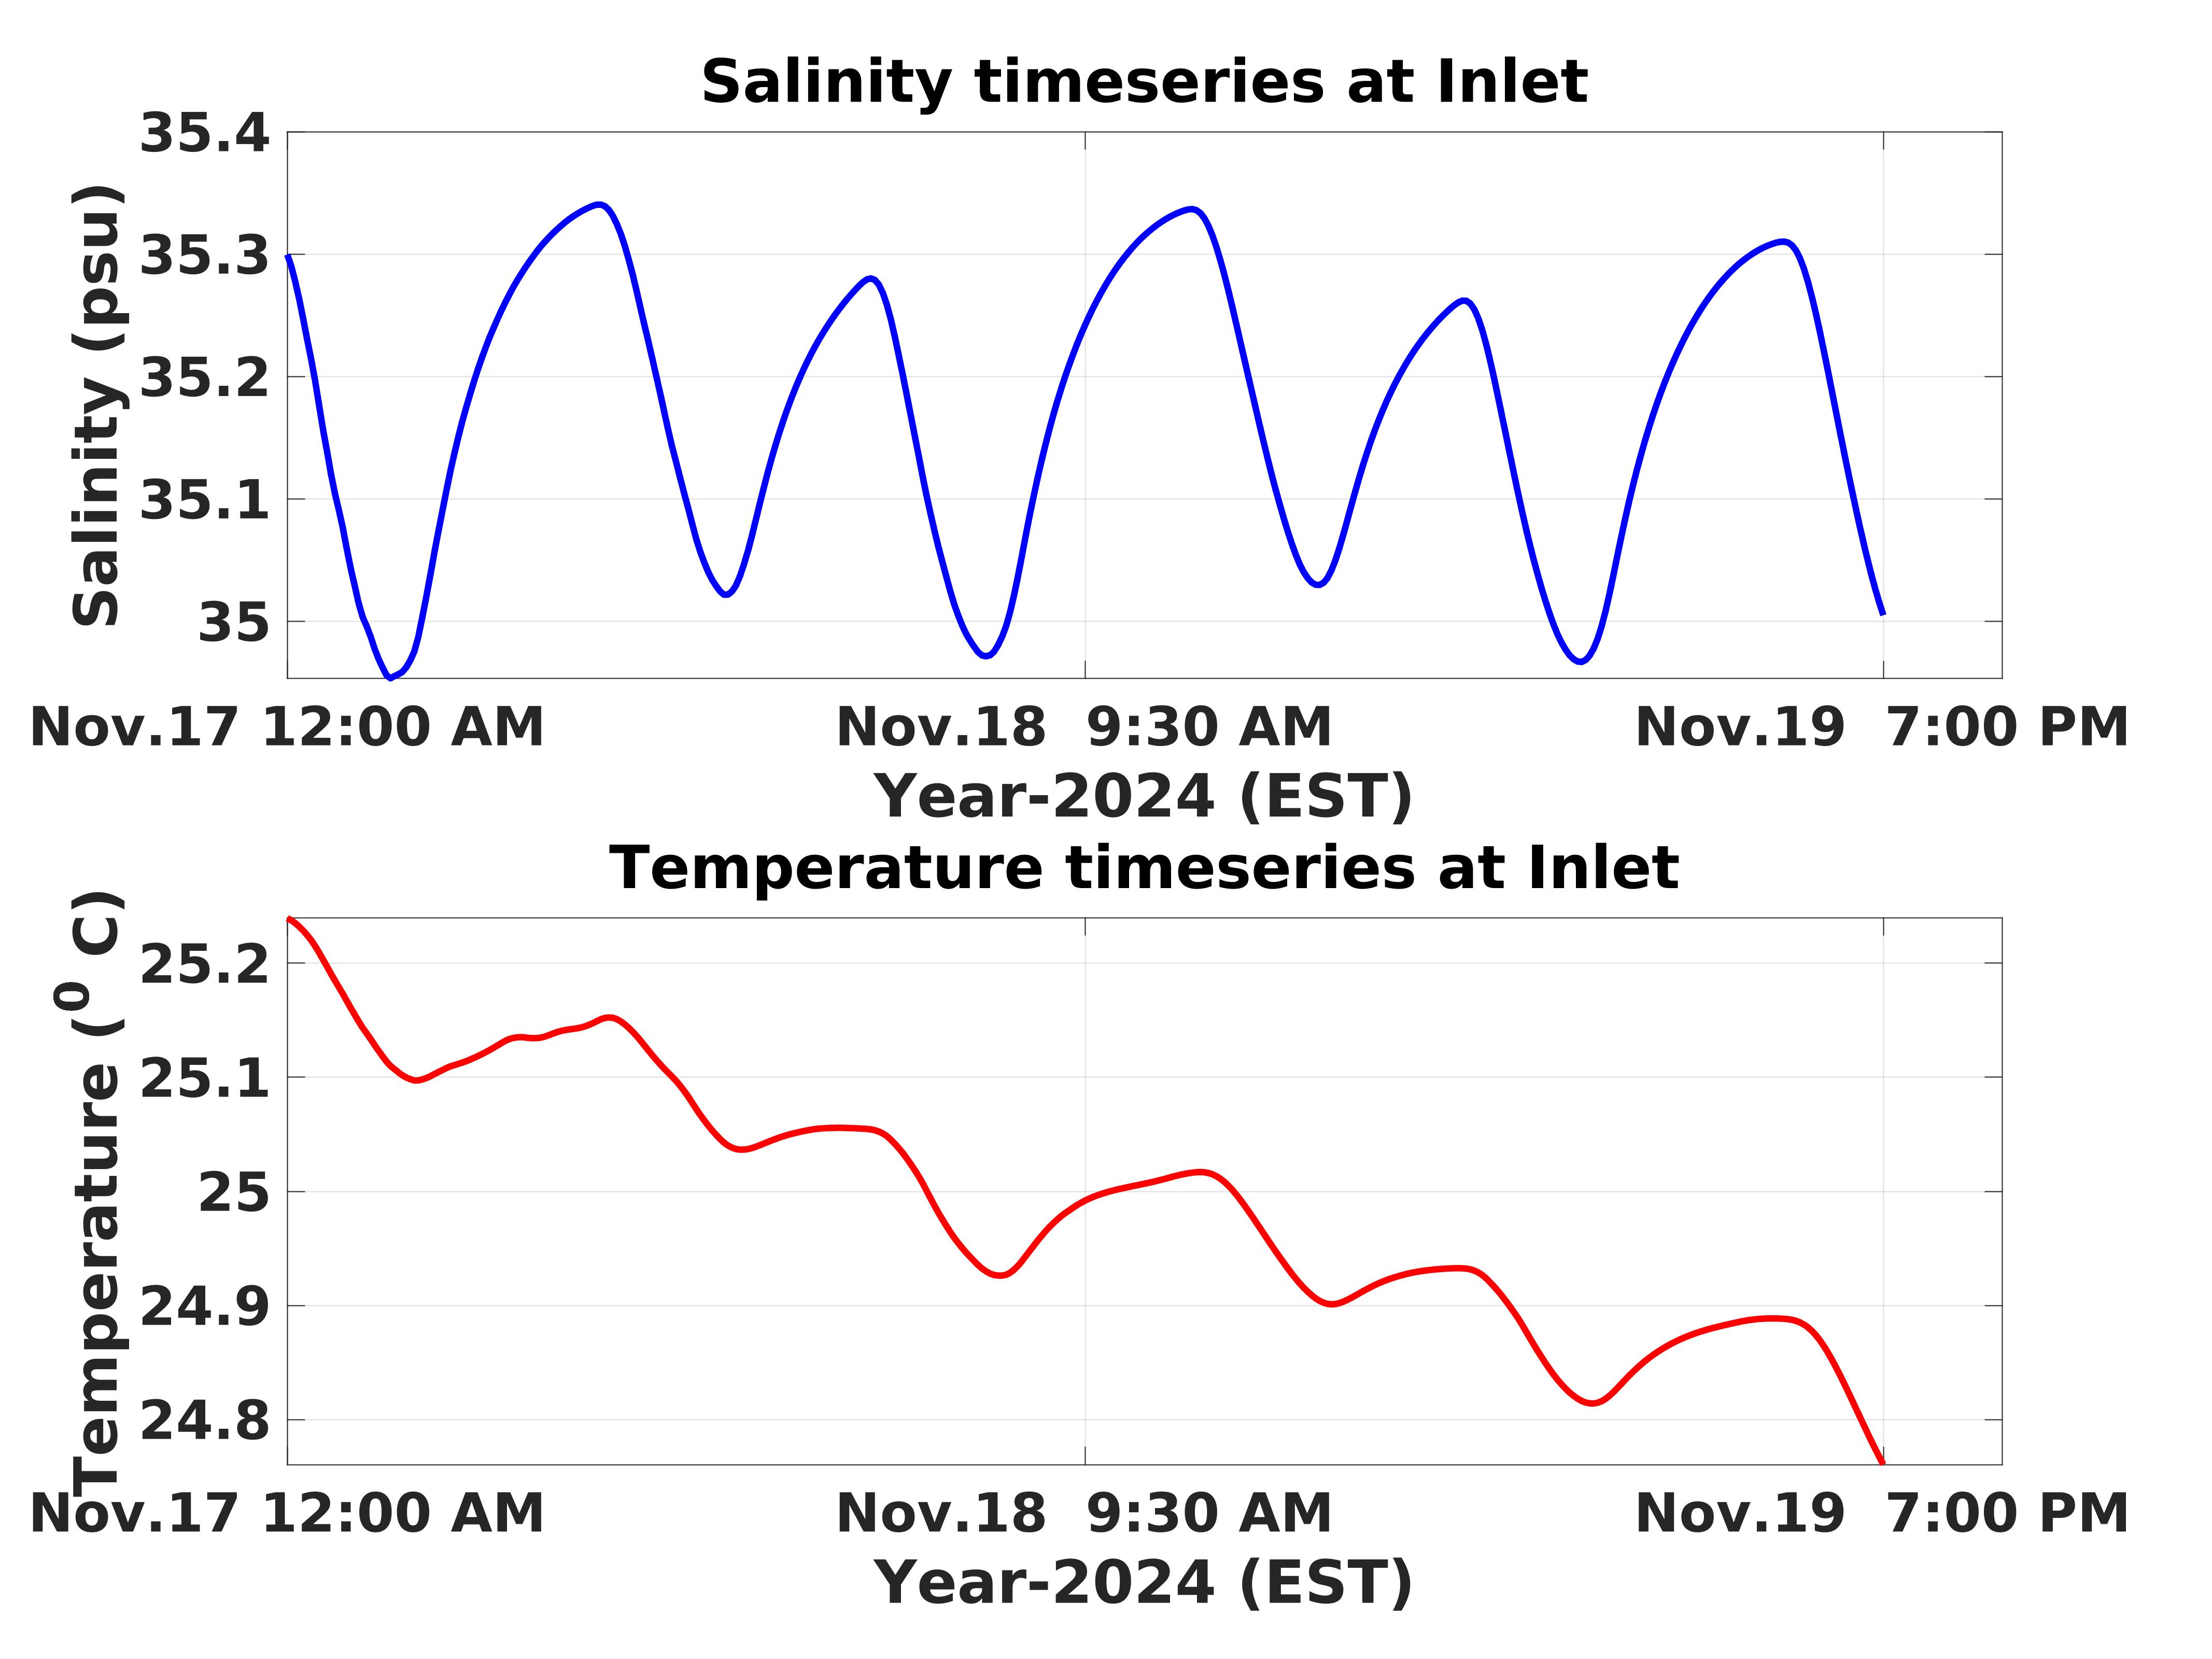 Salinity timeseries at Inlet
Salinity (psu)
35.4
35.3
35.2
35.1
35
Nov.17 12:00 AM
Nov.18  9:30 AM
Nov.19  7:00 PM
Year-2024 (EST)
Temperature timeseries at Inlet
Temperature (⁰ C)
25.2
25.1
25
24.9
24.8
Nov.17 12:00 AM
Nov.18  9:30 AM
Nov.19  7:00 PM
Year-2024 (EST)